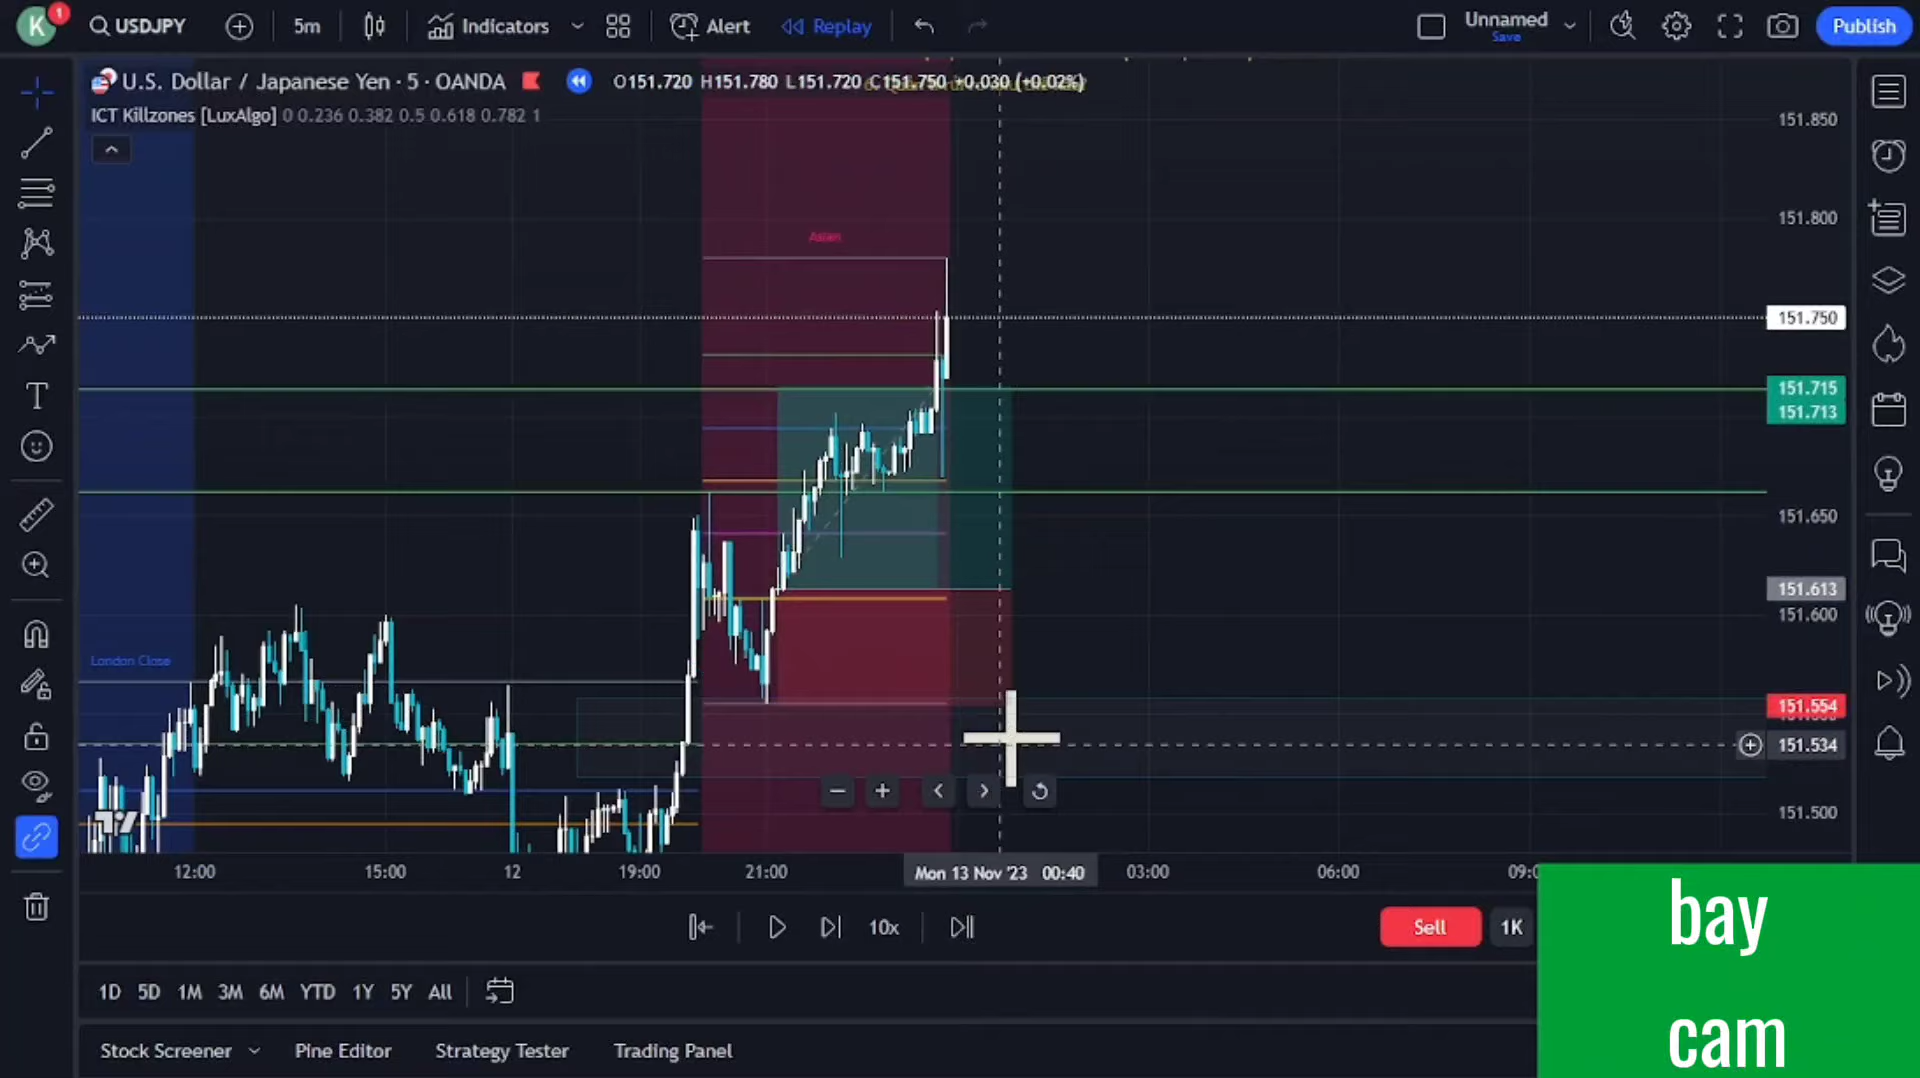 K
1
USDJPY
5m
Indicators
Alert
Replay
Unnamed
Save
Publish
U.S. Dollar / Japanese Yen · 5 · OANDA
O151.720 H151.780 L151.720 C151.750 +0.030 (+0.02%)
ICT Killzones [LuxAlgo] 0 0.236 0.382 0.5 0.618 0.782 1
151.850
151.800
Asian
151.750
151.715
151.713
151.650
151.613
151.600
London Close
151.554
151.534
151.500
12:00
15:00
12
19:00
21:00
Mon 13 Nov '23 00:40
03:00
06:00
10x
Sell
1K
bay
cam
1D 5D 1M 3M 6M YTD 1Y 5Y All
Stock Screener
Pine Editor
Strategy Tester
Trading Panel